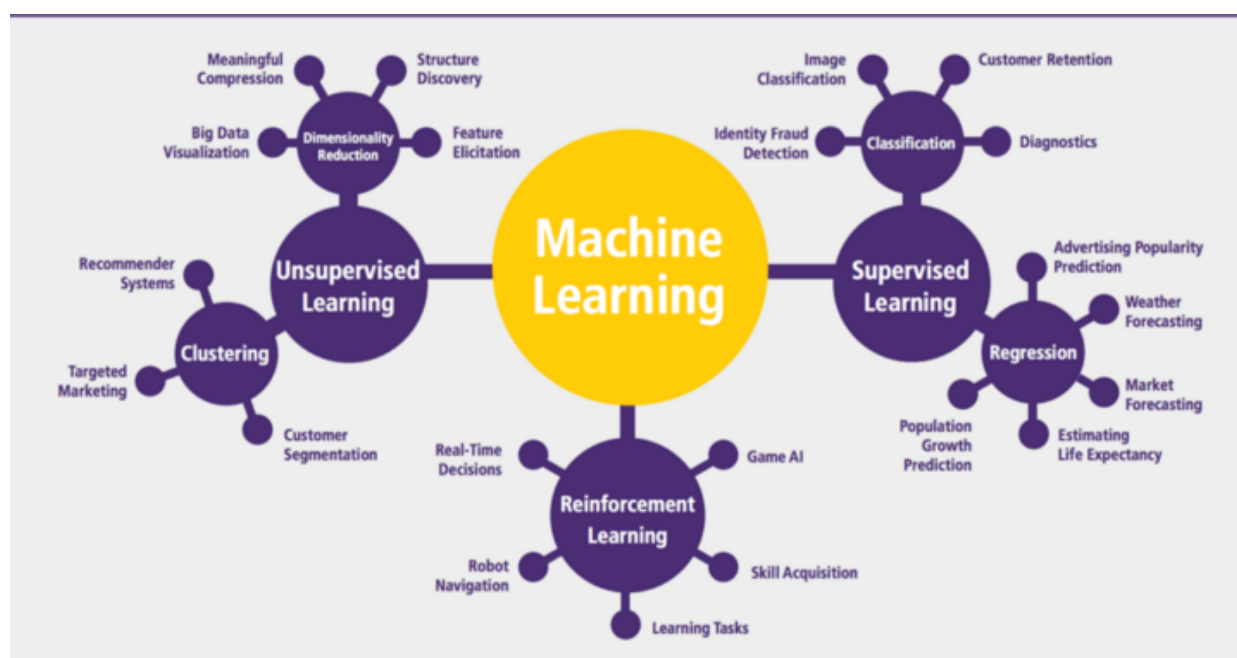 Meaningful
Compression
Structure
Discovery
Big Data
Visualization
Dimensionality
Reduction
Feature
Elicitation
Recommender
Systems
Unsupervised
Learning
Clustering
Targeted
Marketing
Customer
Segmentation
Machine
Learning
Image
Classification
Customer Retention
Identity Fraud
Detection
Classification
Diagnostics
Supervised
Learning
Advertising Popularity
Prediction
Weather
Forecasting
Regression
Market
Forecasting
Population
Growth
Prediction
Estimating
Life Expectancy
Real-Time
Decisions
Game AI
Reinforcement
Learning
Robot
Navigation
Skill Acquisition
Learning Tasks